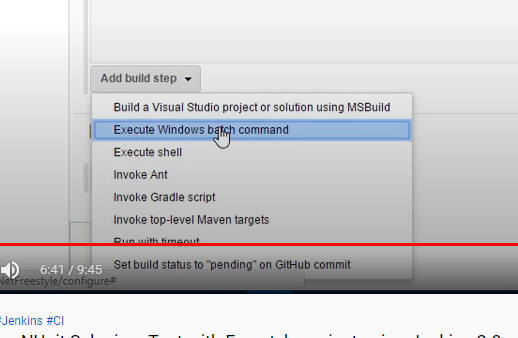 Add build step
Build a Visual Studio project or solution using MSBuild
Execute Windows batch command
Execute shell
Invoke Ant
Invoke Gradle script
Invoke top-level Maven targets
Run with timeout
Set build status to "pending" on GitHub commit
6:41 / 9:45
NetFreestyle/configure#
#Jenkins #CI